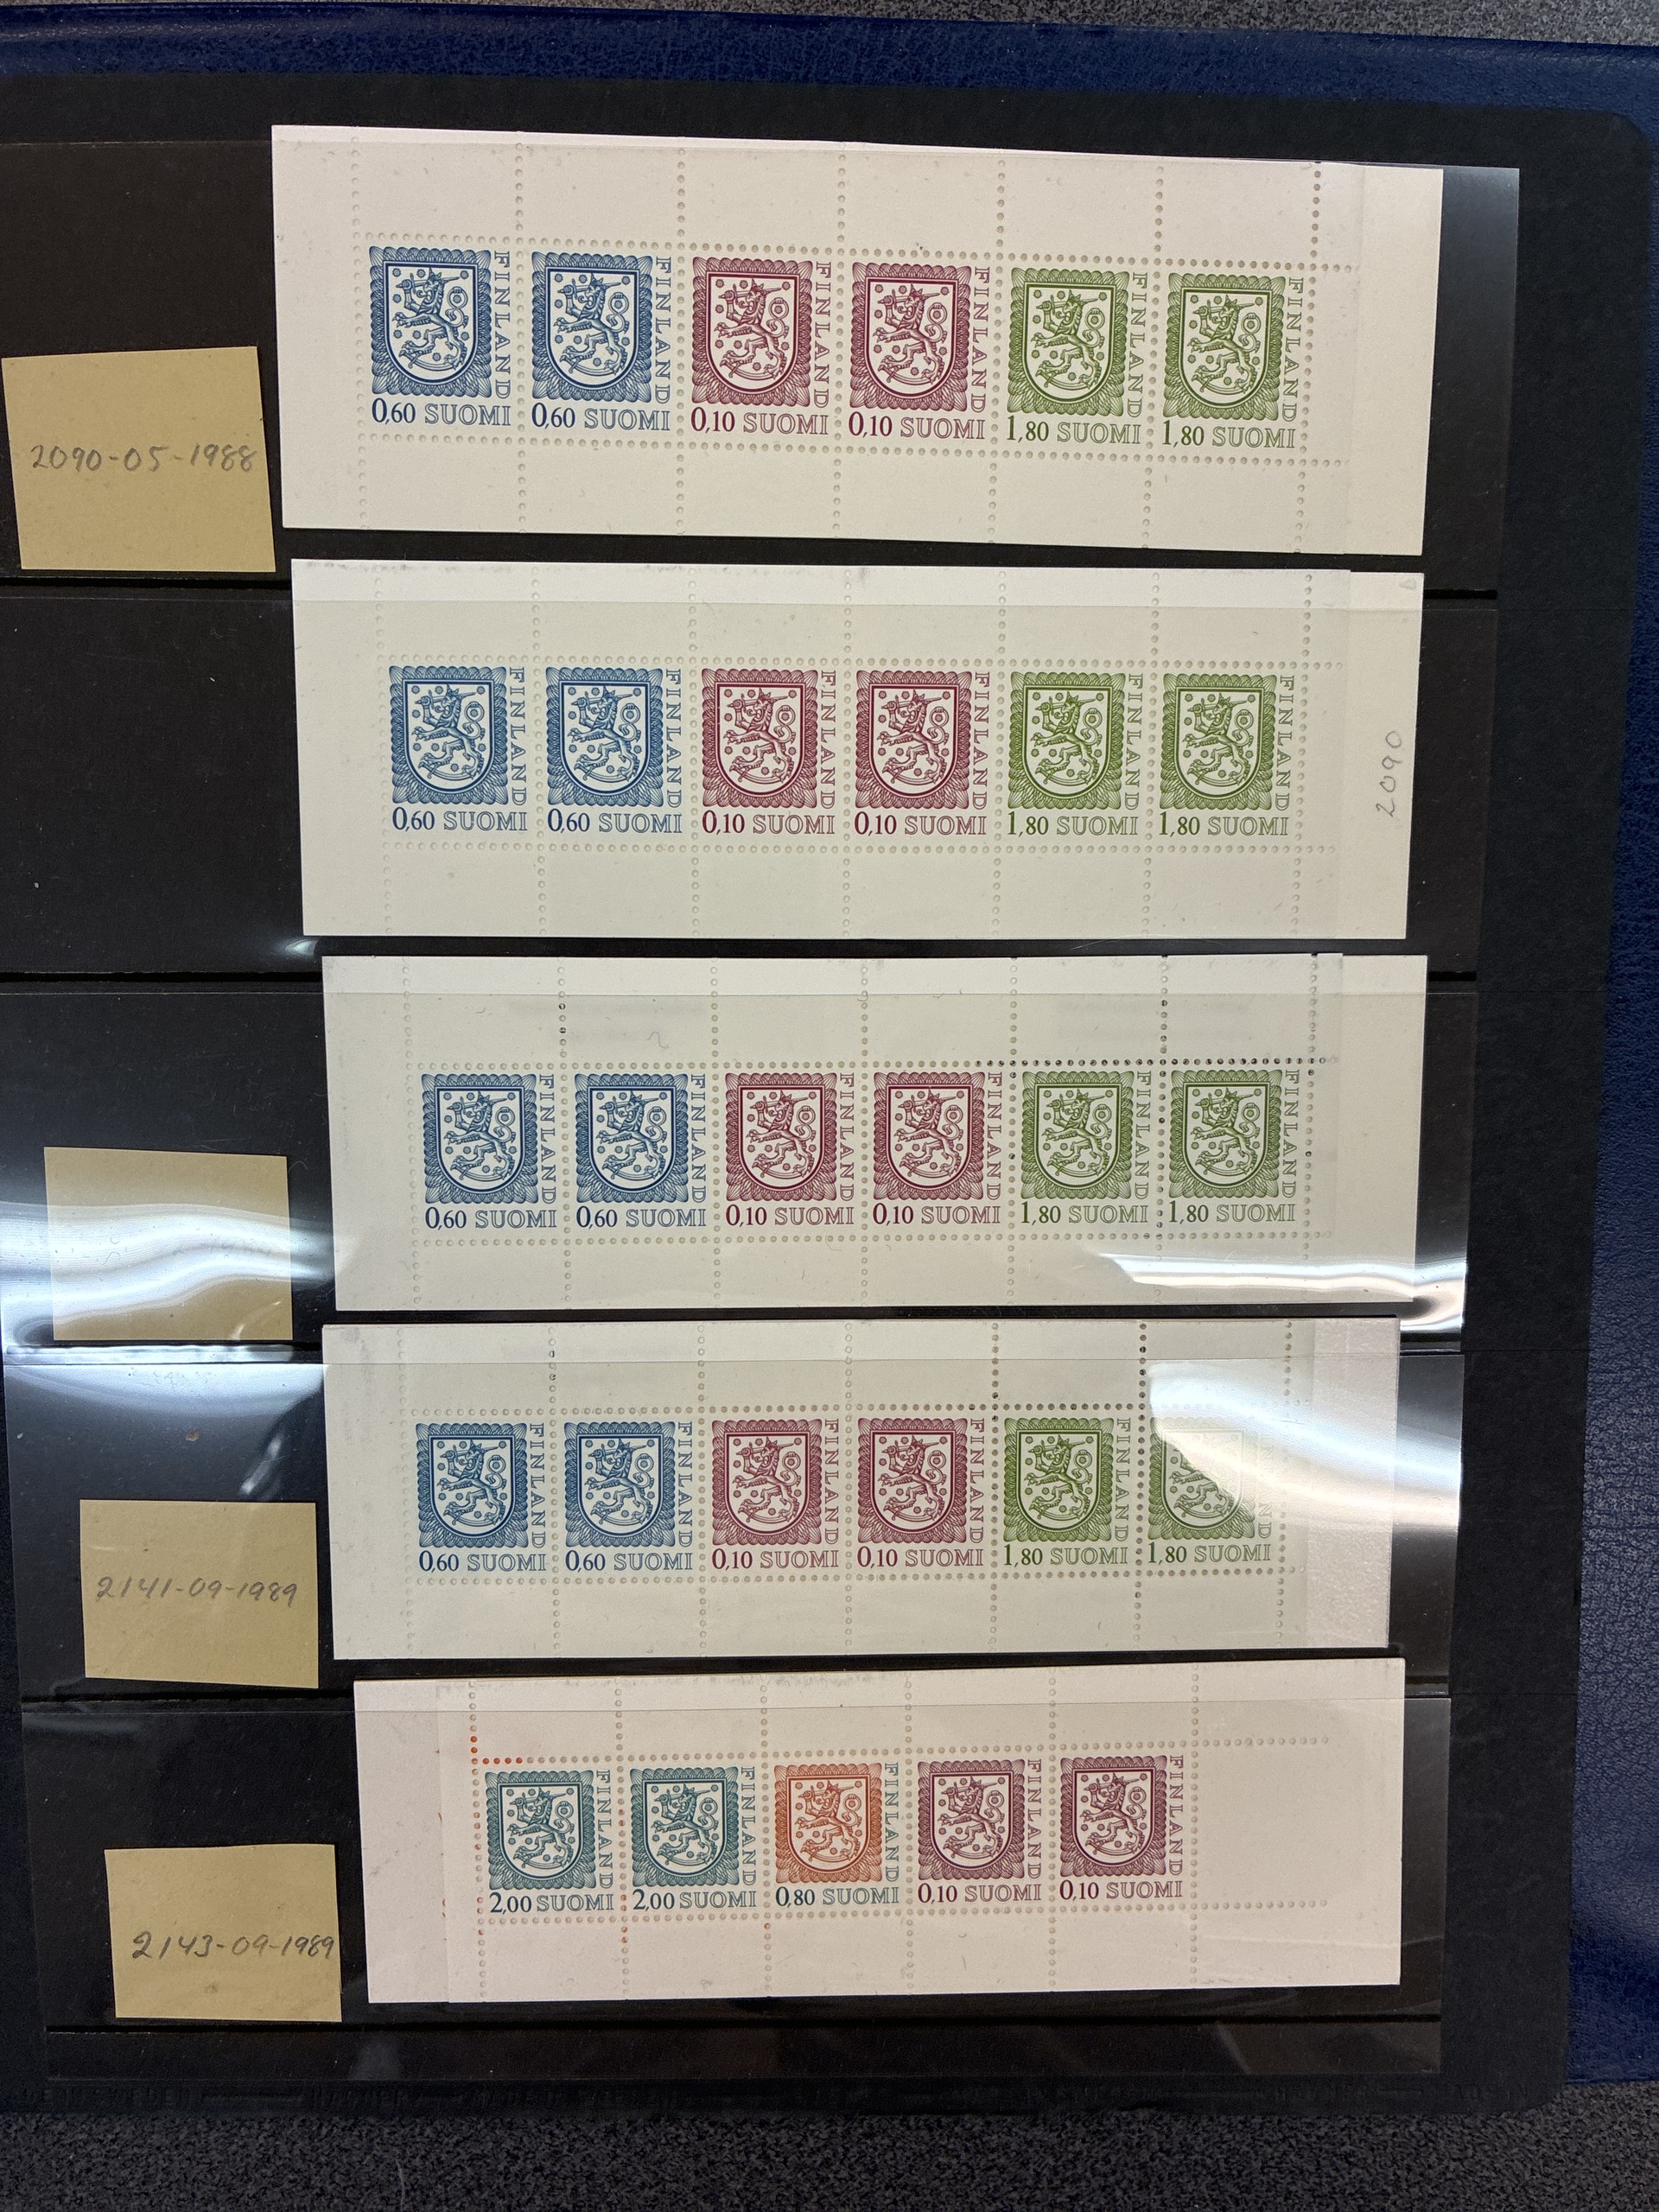 FINLAND FINLAND FINLAND FINLAND FINLAND FINLAND
0,60 SUOMI 0,60 SUOMI 0,10 SUOMI 0,10 SUOMI 1,80 SUOMI 1,80 SUOMI
2090-05-1988
FINLAND FINLAND FINLAND FINLAND FINLAND FINLAND
0,60 SUOMI 0,60 SUOMI 0,10 SUOMI 0,10 SUOMI 1,80 SUOMI 1,80 SUOMI
2090
FINLAND FINLAND FINLAND FINLAND FINLAND FINLAND
0,60 SUOMI 0,60 SUOMI 0,10 SUOMI 0,10 SUOMI 1,80 SUOMI 1,80 SUOMI
FINLAND FINLAND FINLAND FINLAND FINLAND
0,60 SUOMI 0,60 SUOMI 0,10 SUOMI 0,10 SUOMI 1,80 SUOMI 1,80 SUOMI
2141-09-1989
FINLAND FINLAND FINLAND FINLAND FINLAND
2,00 SUOMI 2,00 SUOMI 0,80 SUOMI 0,10 SUOMI 0,10 SUOMI
2143-09-1989